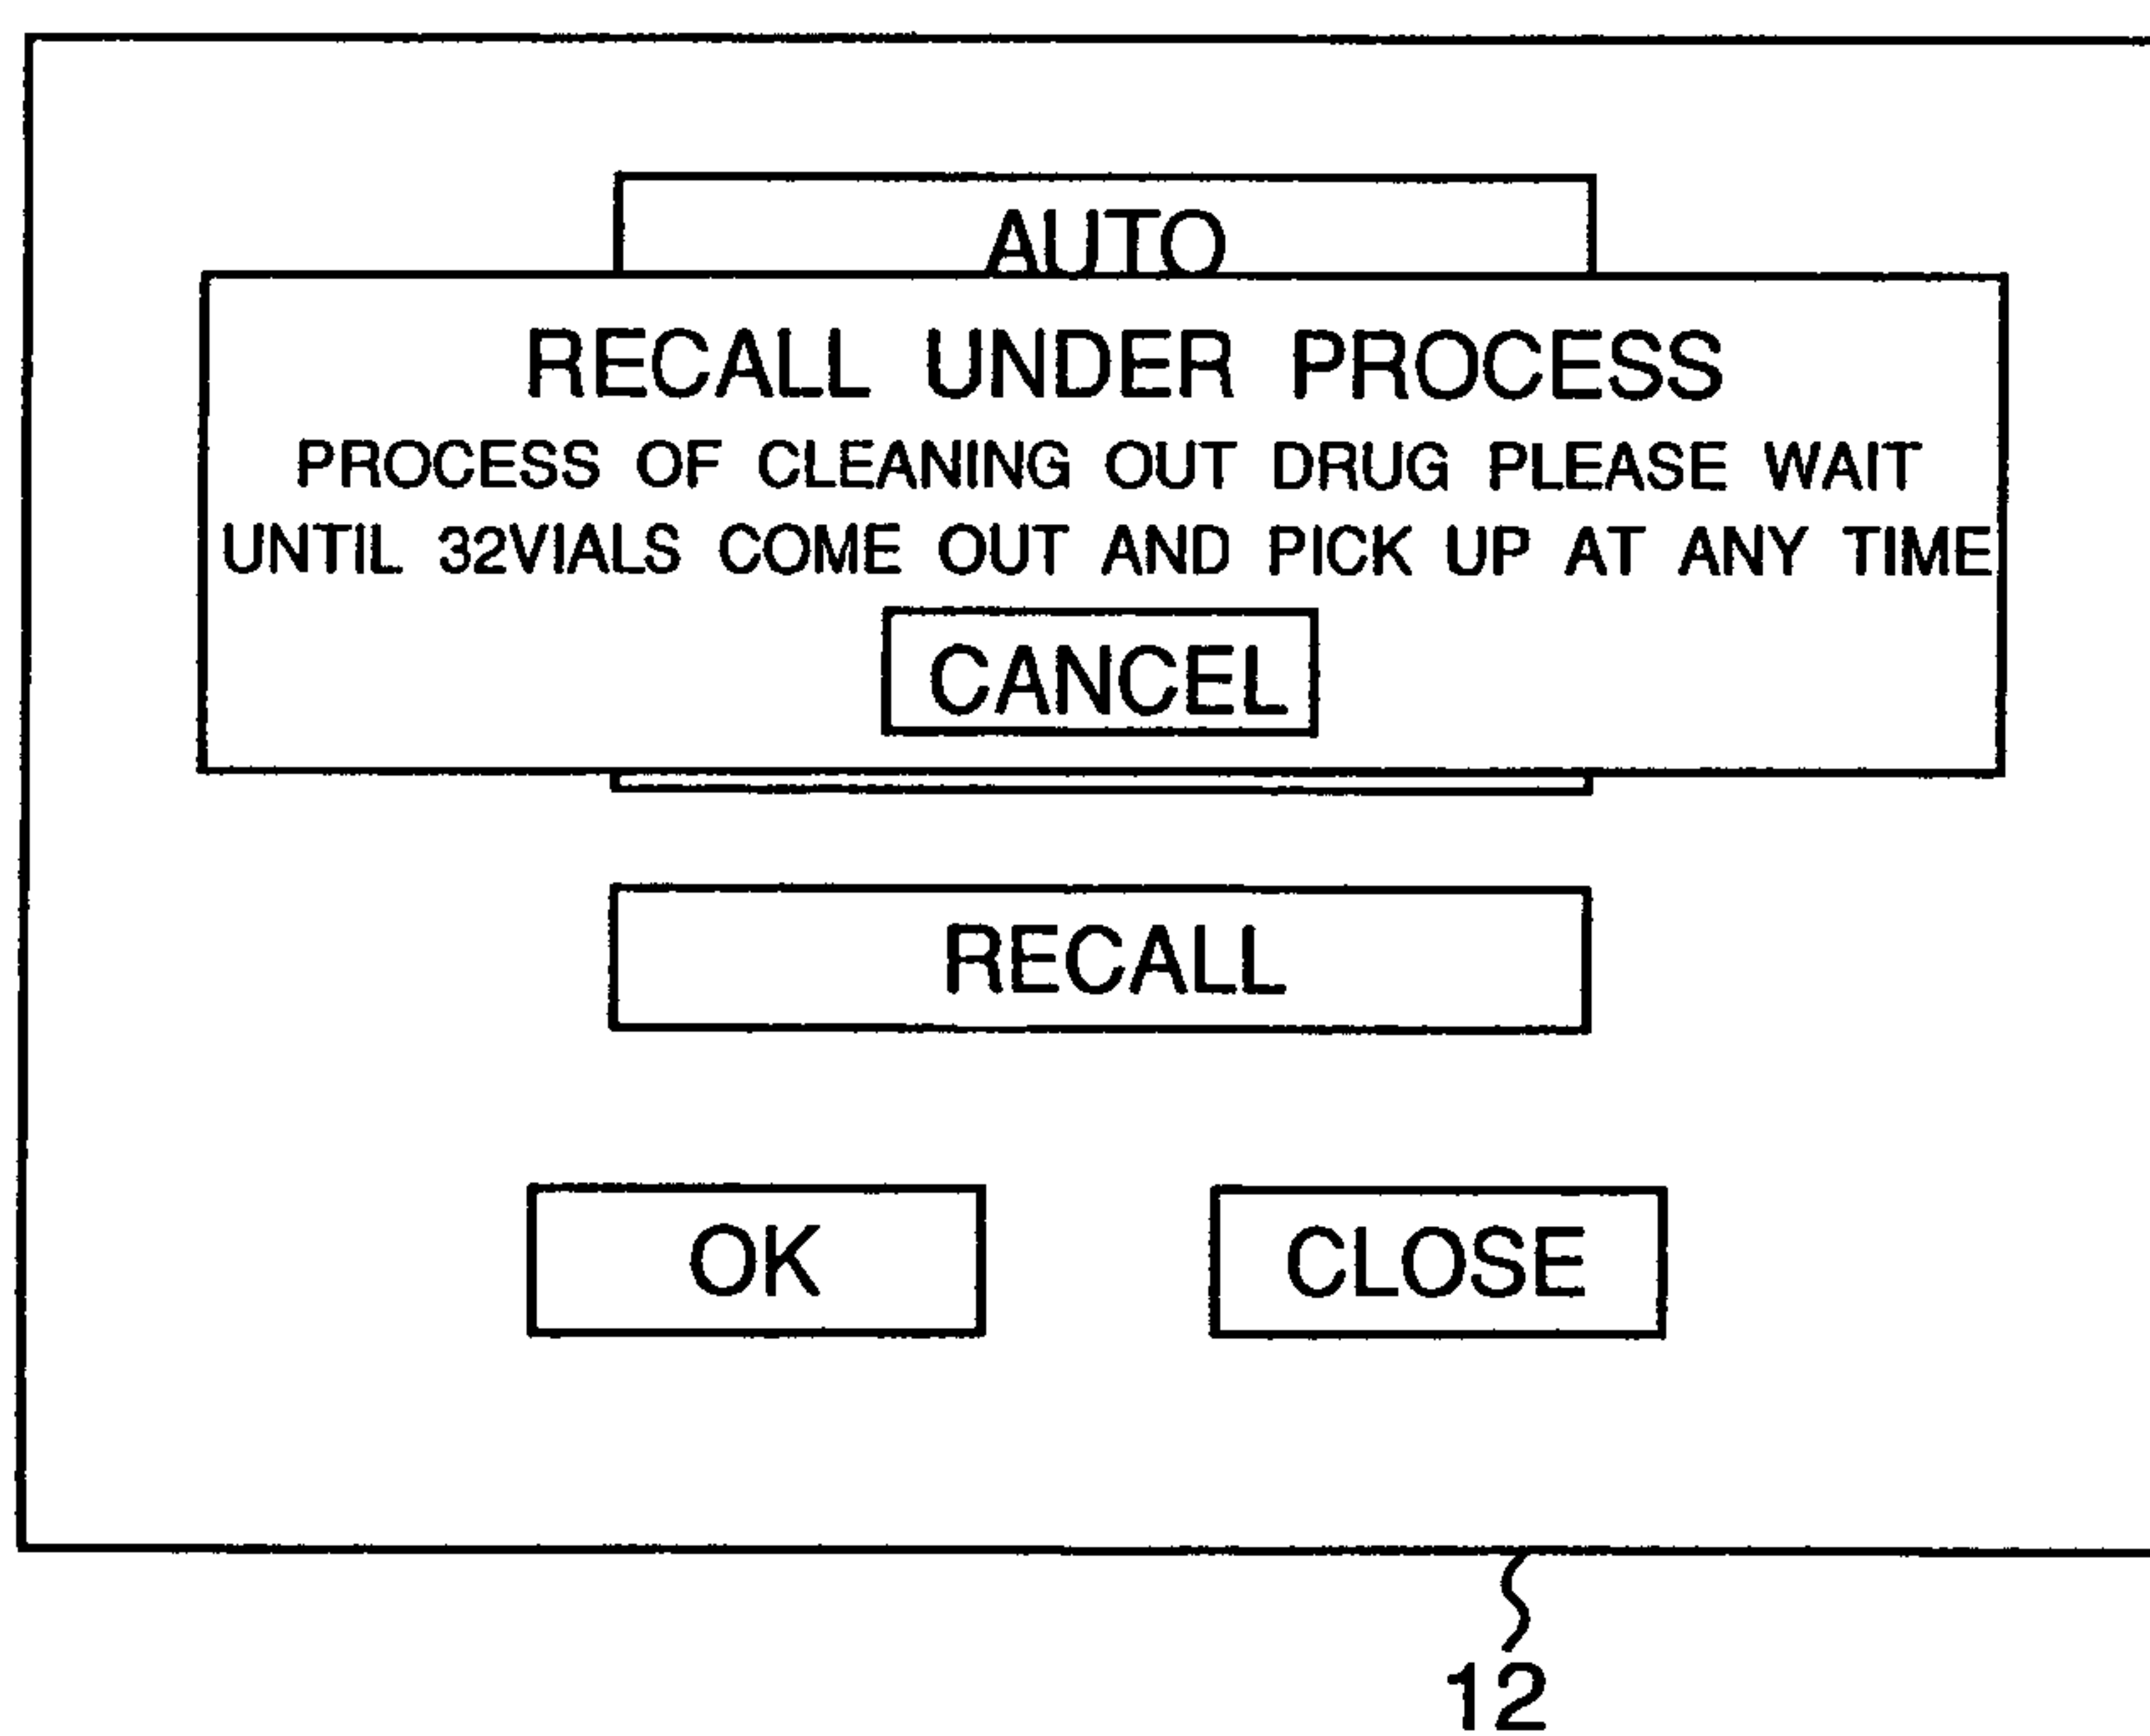 AUTO
RECALL UNDER PROCESS
PROCESS OF CLEANING OUT DRUG PLEASE WAIT
UNTIL 32VIALS COME OUT AND PICK UP AT ANY TIME
CANCEL
RECALL
OK CLOSE
12